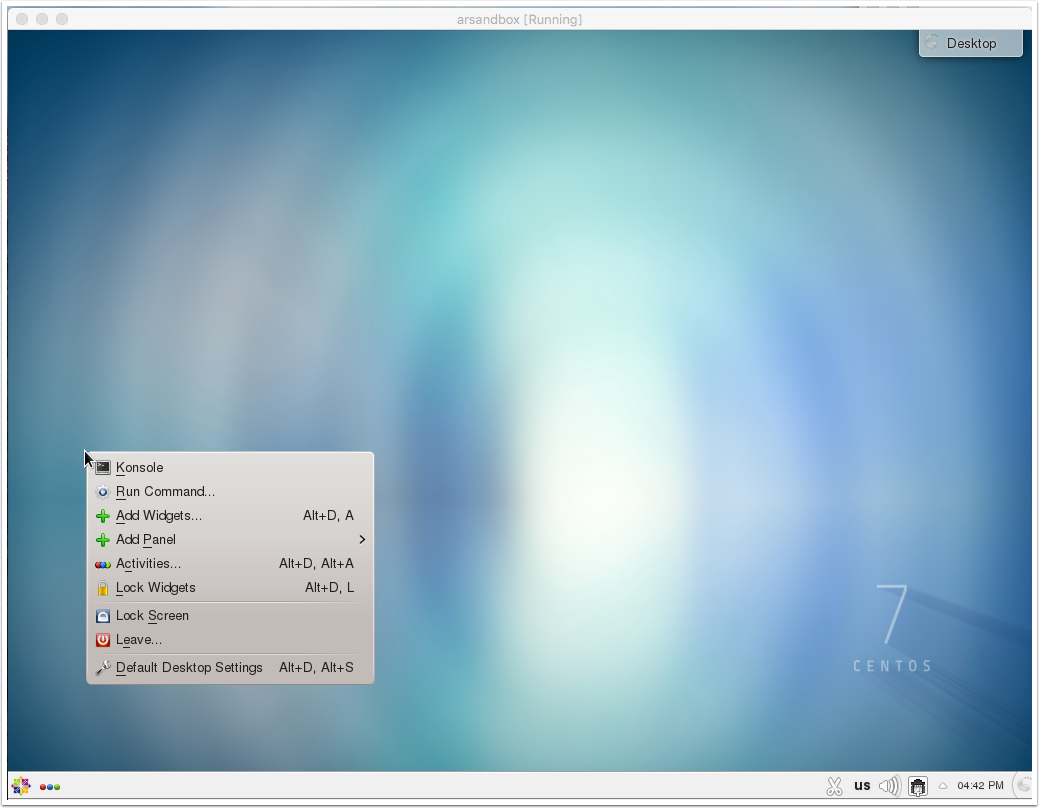 arsandbox [Running]
Desktop
Konsole
Run Command...
Add Widgets... Alt+D, A
Add Panel
Activities... Alt+D, Alt+A
Lock Widgets Alt+D, L
Lock Screen
Leave...
Default Desktop Settings Alt+D, Alt+S
7
CENTOS
us 04:42 PM